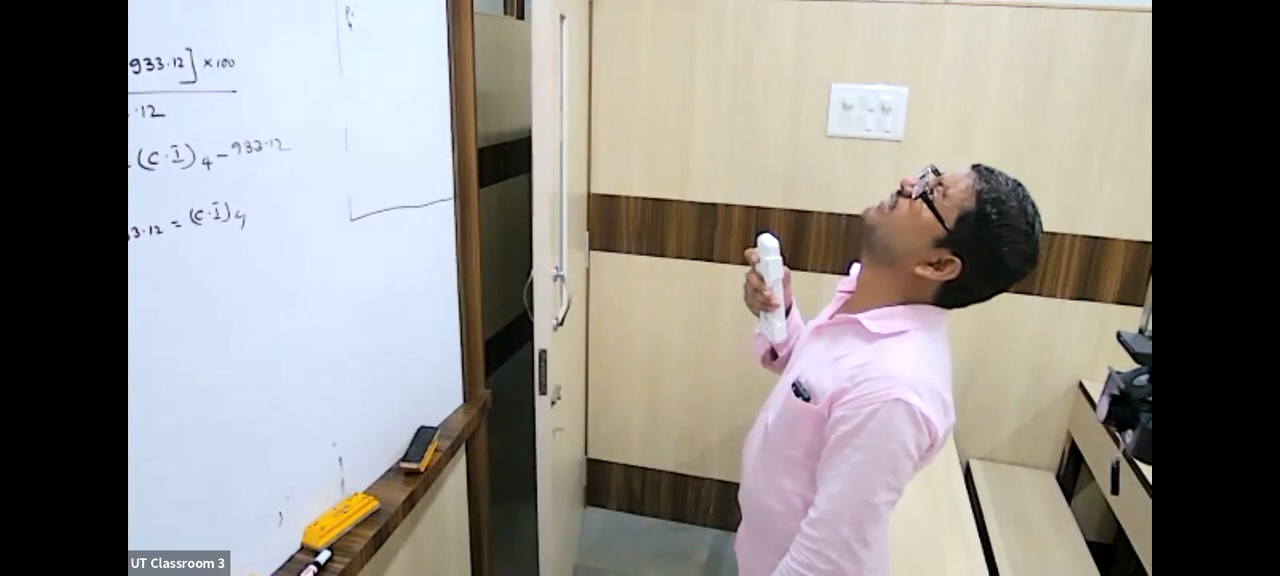 933.12] ×100
.12
(C.I)4 - 933.12
3.12 = (C.I)4
UT Classroom 3